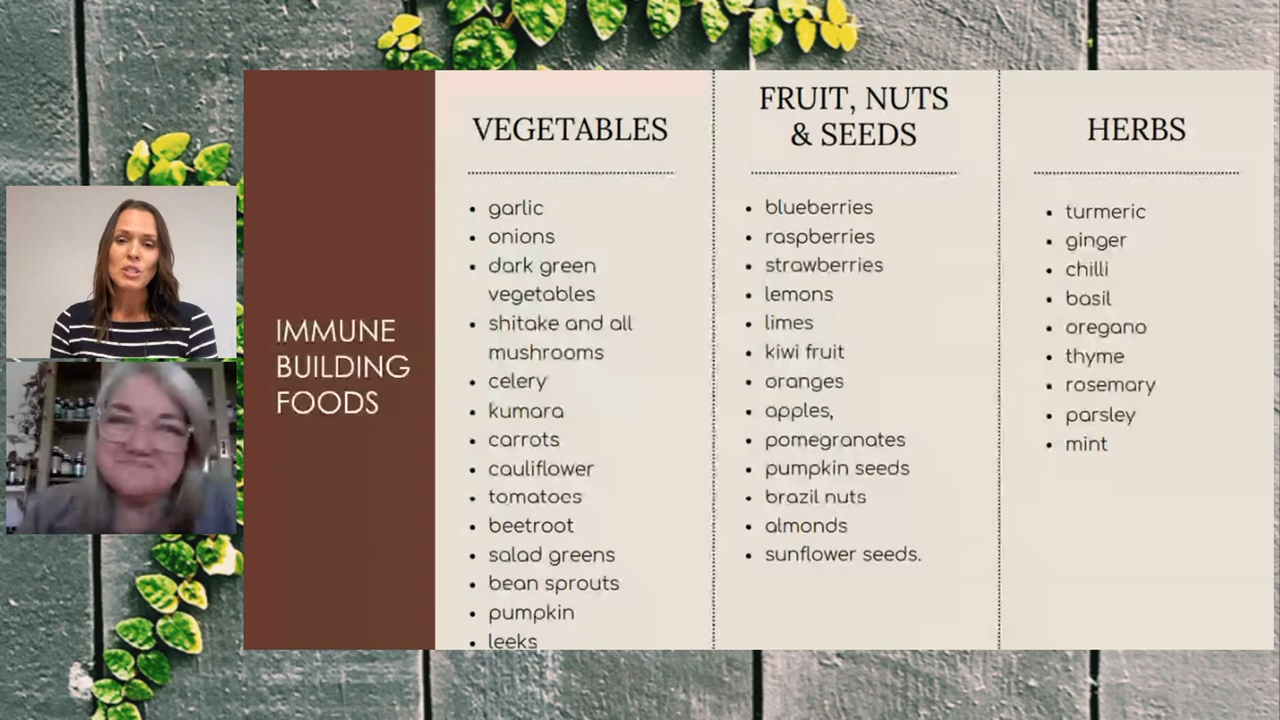 IMMUNE
BUILDING
FOODS
VEGETABLES
garlic
onions
dark green
vegetables
shitake and all
mushrooms
celery
kumara
carrots
cauliflower
tomatoes
beetroot
salad greens
bean sprouts
pumpkin
leeks
FRUIT, NUTS
& SEEDS
blueberries
raspberries
strawberries
lemons
limes
kiwi fruit
oranges
apples,
pomegranates
pumpkin seeds
brazil nuts
almonds
sunflower seeds.
HERBS
turmeric
ginger
chilli
basil
oregano
thyme
rosemary
parsley
mint